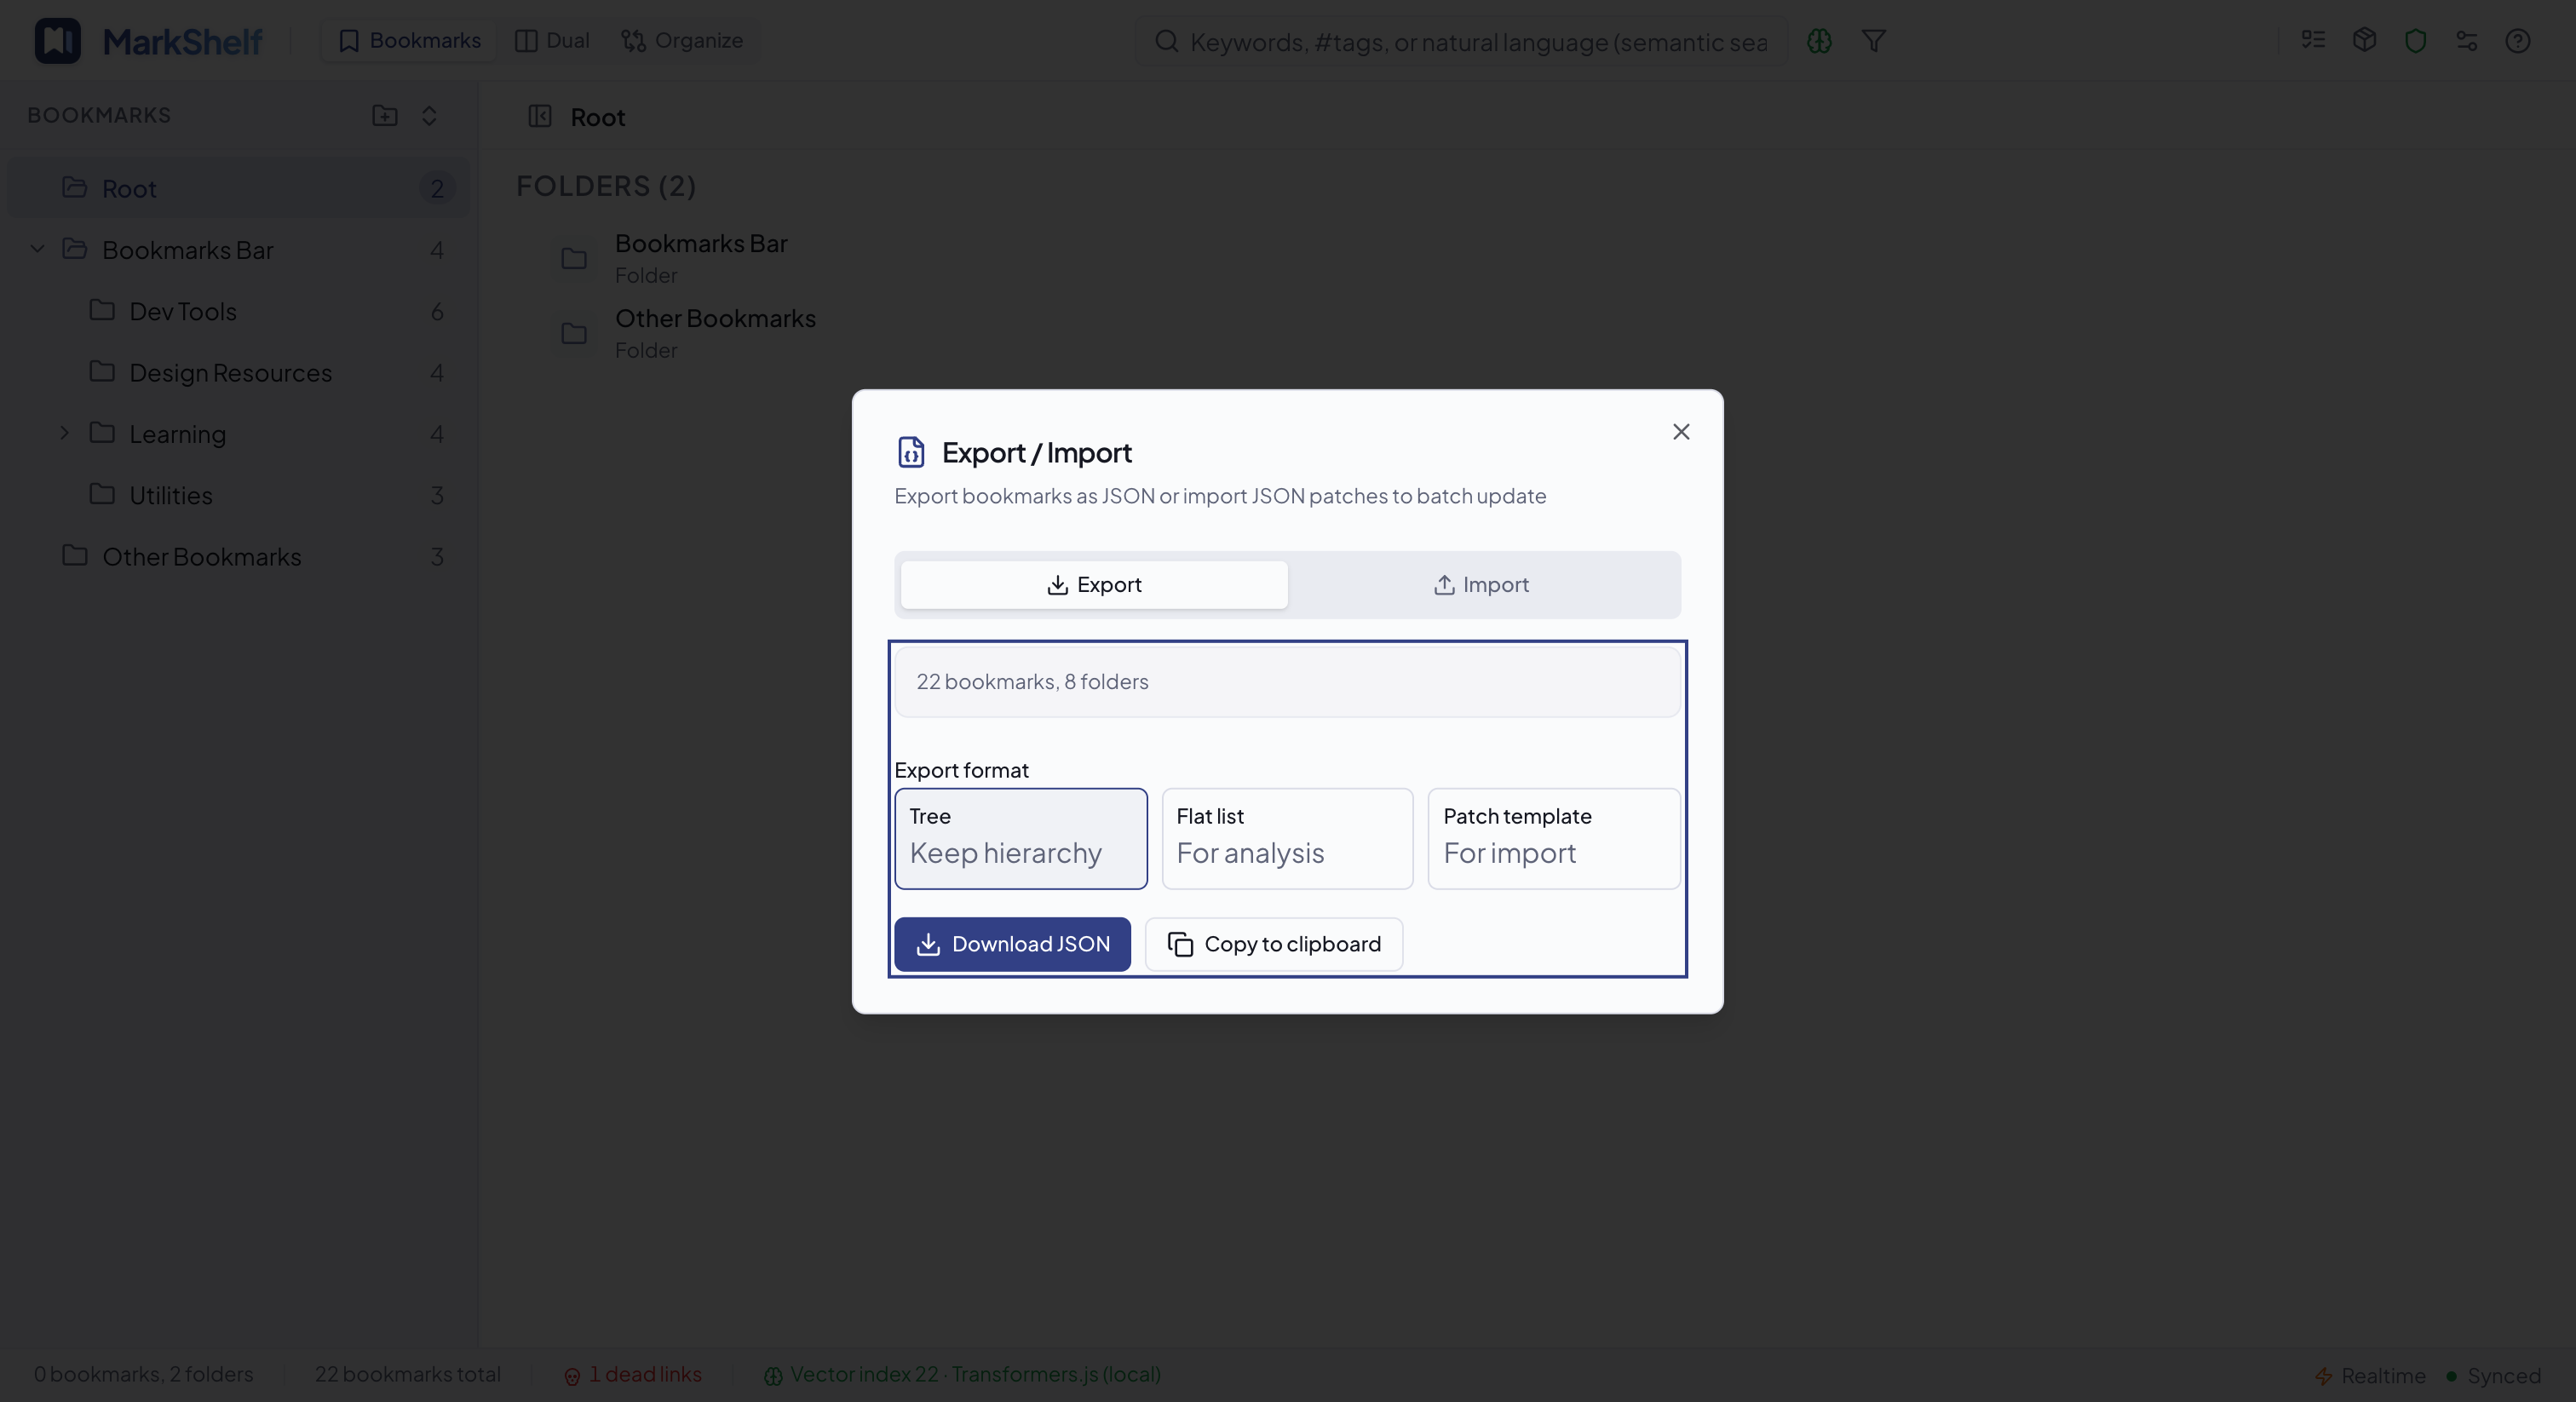 MarkShelf
Bookmarks
Dual
Organize
Keywords, #tags, or natural language (semantic sea
BOOKMARKS
Root 2
Bookmarks Bar 4
Dev Tools 6
Design Resources 4
Learning 4
Utilities 3
Other Bookmarks 3
Root
FOLDERS (2)
Bookmarks Bar
Folder
Other Bookmarks
Folder
Export / Import
Export bookmarks as JSON or import JSON patches to batch update
Export
Import
22 bookmarks, 8 folders
Export format
Tree
Keep hierarchy
Flat list
For analysis
Patch template
For import
Download JSON
Copy to clipboard
0 bookmarks, 2 folders
22 bookmarks total
1 dead links
Vector index 22 · Transformers.js (local)
Realtime
Synced